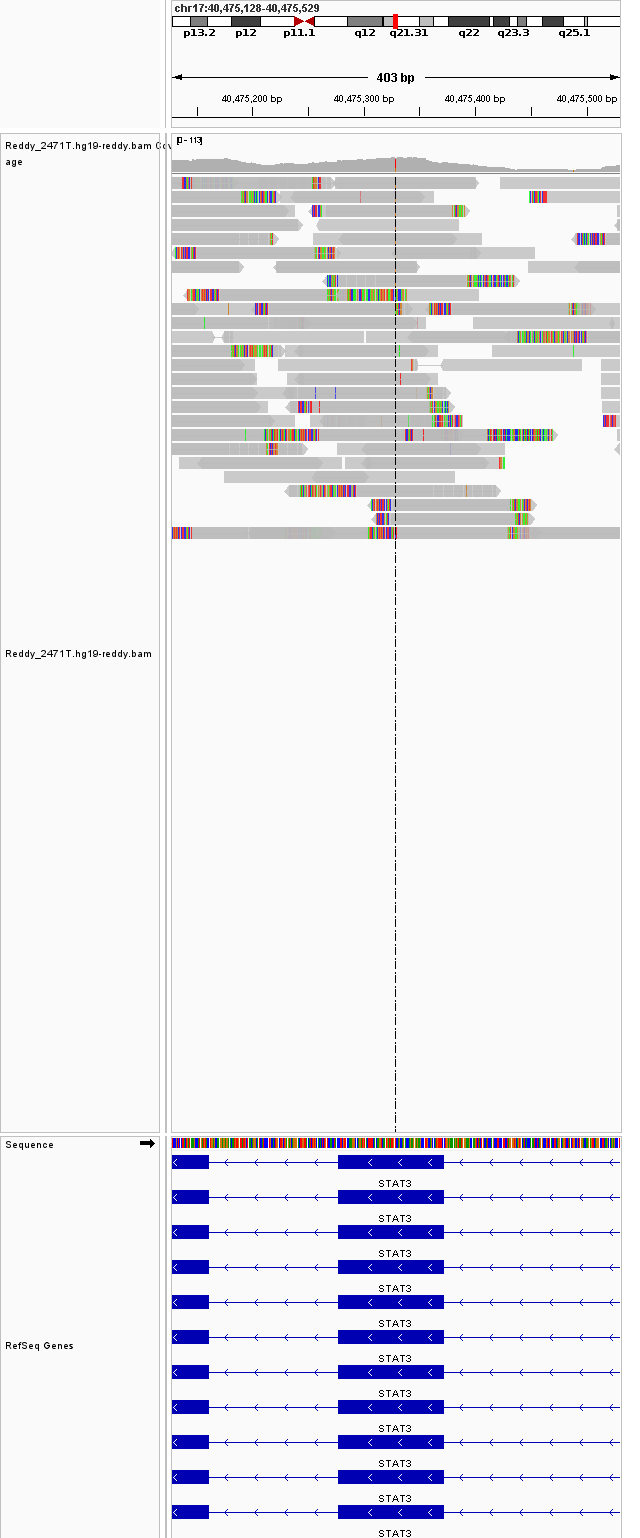 chr17:40,475,128-40,475,529
p13.2 p12 p11.1 q12 q21.31 q22 q23.3 q25.1
403 bp
40,475,200 bp 40,475,300 bp 40,475,400 bp 40,475,500 bp
Reddy_2471T.hg19-reddy.bam Cov
age
[0 - 113]
Reddy_2471T.hg19-reddy.bam
Sequence
STAT3
STAT3
STAT3
STAT3
STAT3
RefSeq Genes
STAT3
STAT3
STAT3
STAT3
STAT3
STAT3